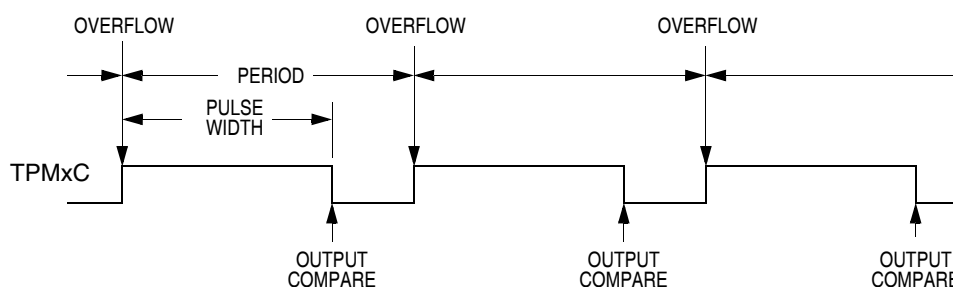 OVERFLOW
OVERFLOW
OVERFLOW
PERIOD
PULSE
WIDTH
TPMxC
OUTPUT
COMPARE
OUTPUT
COMPARE
OUTPUT
COMPARE